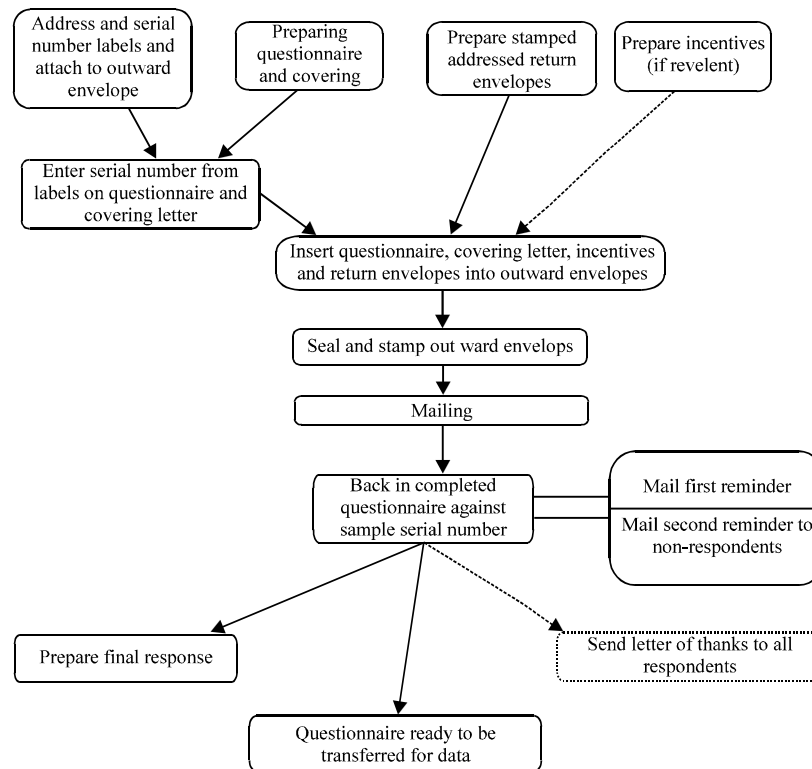 Address and serial
number labels and
attach to outward
envelope
Preparing
questionnaire
and covering
Prepare stamped
addressed return
envelopes
Prepare incentives
(if revelent)
Enter serial number from
labels on questionnaire and
covering letter
Insert questionnaire, covering letter, incentives
and return envelopes into outward envelopes
Seal and stamp out ward envelops
Mailing
Back in completed
questionnaire against
sample serial number
Mail first reminder
Mail second reminder to
non-respondents
Prepare final response
Send letter of thanks to all
respondents
Questionnaire ready to be
transferred for data